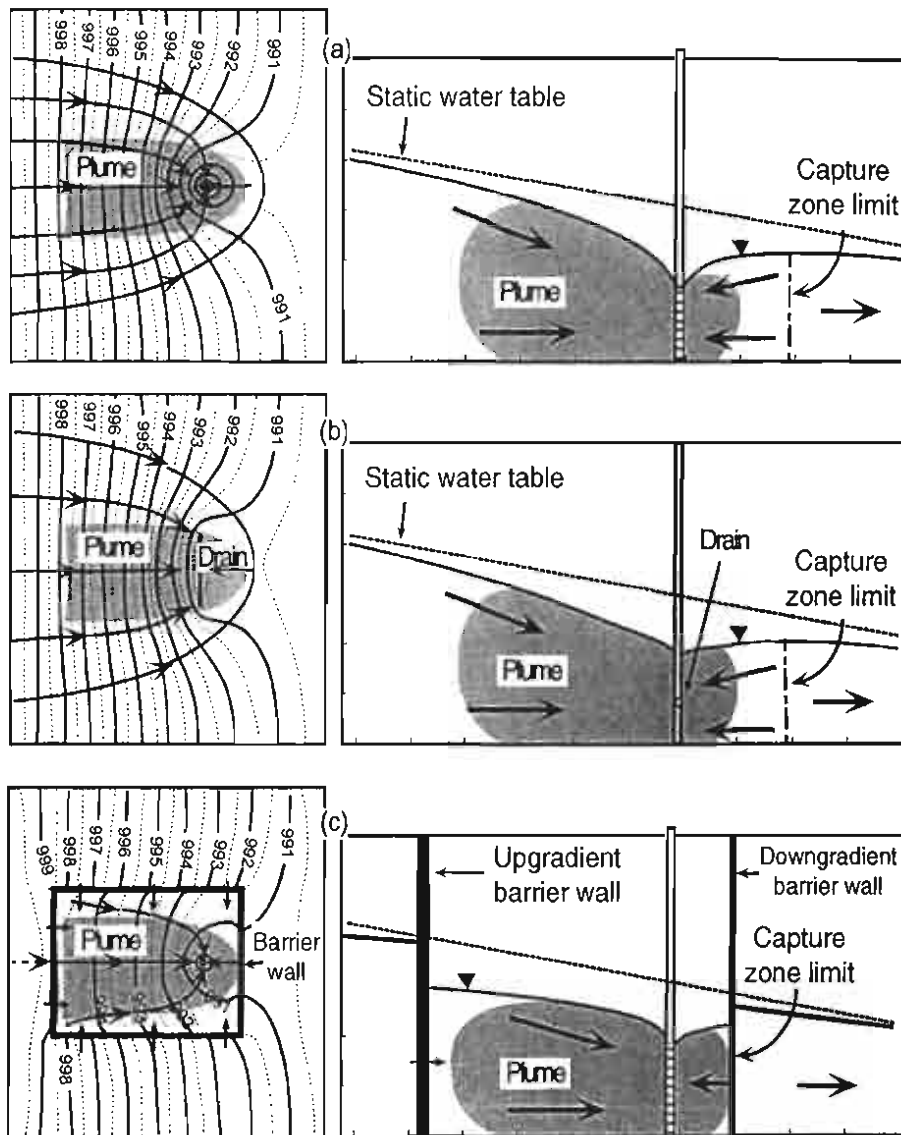 998
997
996
995
994
993
992
991
Plume
991
(a)
Static water table
Capture
zone limit
Plume
998
997
996
995
994
993
992
991
Plume
Drain
(b)
Static water table
Drain
Capture
zone limit
Plume
999
998
997
996
995
994
993
992
991
Plume
Barrier
wall
998
(c)
Upgradient
barrier wall
Downgradient
barrier wall
Capture
zone limit
Plume